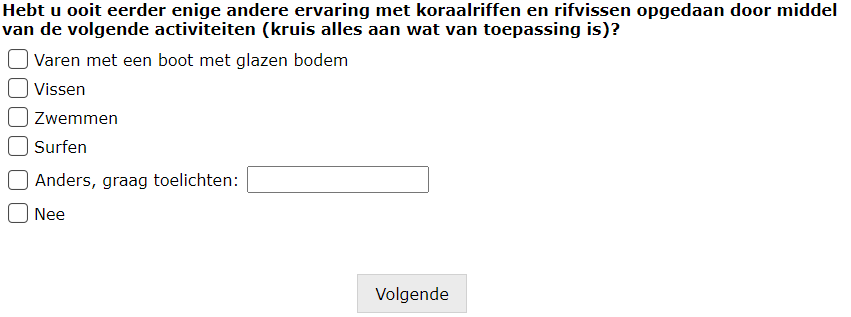 Hebt u ooit eerder enige andere ervaring met koraalriffen en rifvissen opgedaan door middel
van de volgende activiteiten (kruis alles aan wat van toepassing is)?
Varen met een boot met glazen bodem
Vissen
Zwemmen
Surfen
Anders, graag toelichten:
Nee
Volgende